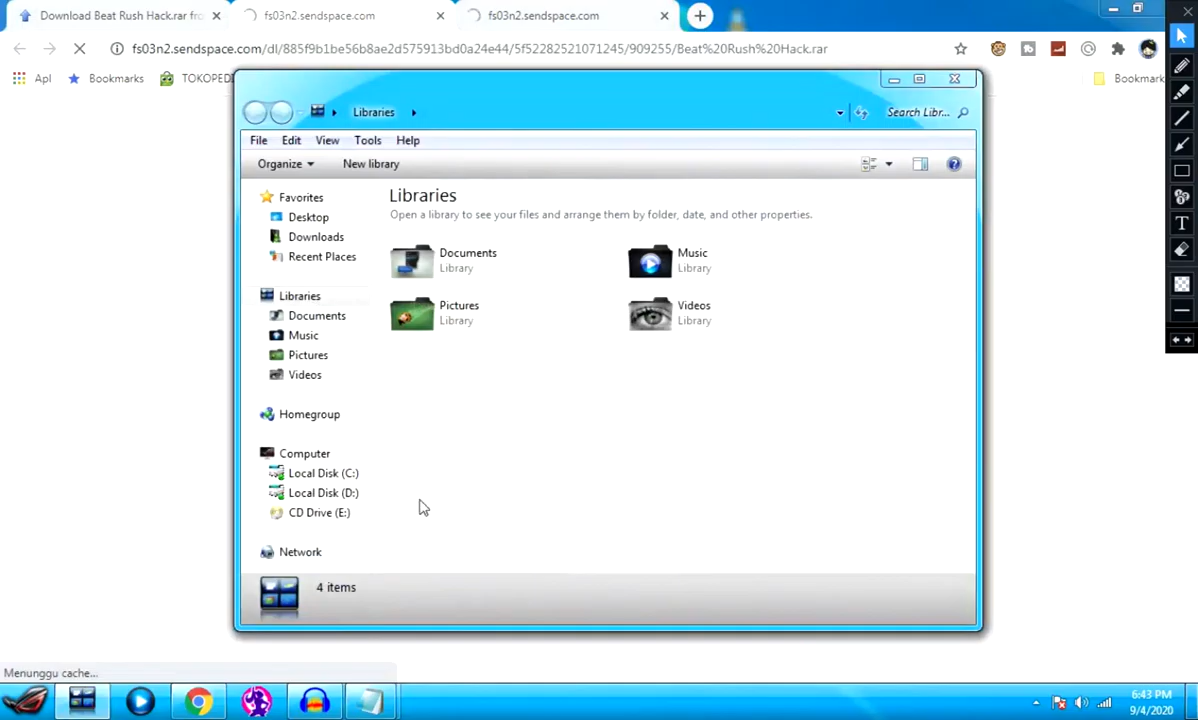 Download Beat Rush Hack.rar fro
fs03n2.sendspace.com
fs03n2.sendspace.com
fs03n2.sendspace.com/dl/885f9b1be56b8ae2d575913bd0a24e44/5f52282521071245/909255/Beat%20Rush%20Hack.rar
Apl
Bookmarks
TOKOPED
Bookmark
Libraries
Search Libr...
File Edit View Tools Help
Organize
New library
Favorites
Desktop
Downloads
Recent Places
Libraries
Documents
Music
Pictures
Videos
Homegroup
Computer
Local Disk (C:)
Local Disk (D:)
CD Drive (E:)
Network
Libraries
Open a library to see your files and arrange them by folder, date, and other properties.
Documents
Library
Music
Library
Pictures
Library
Videos
Library
4 items
Menunggu cache...
6:43 PM
9/4/2020